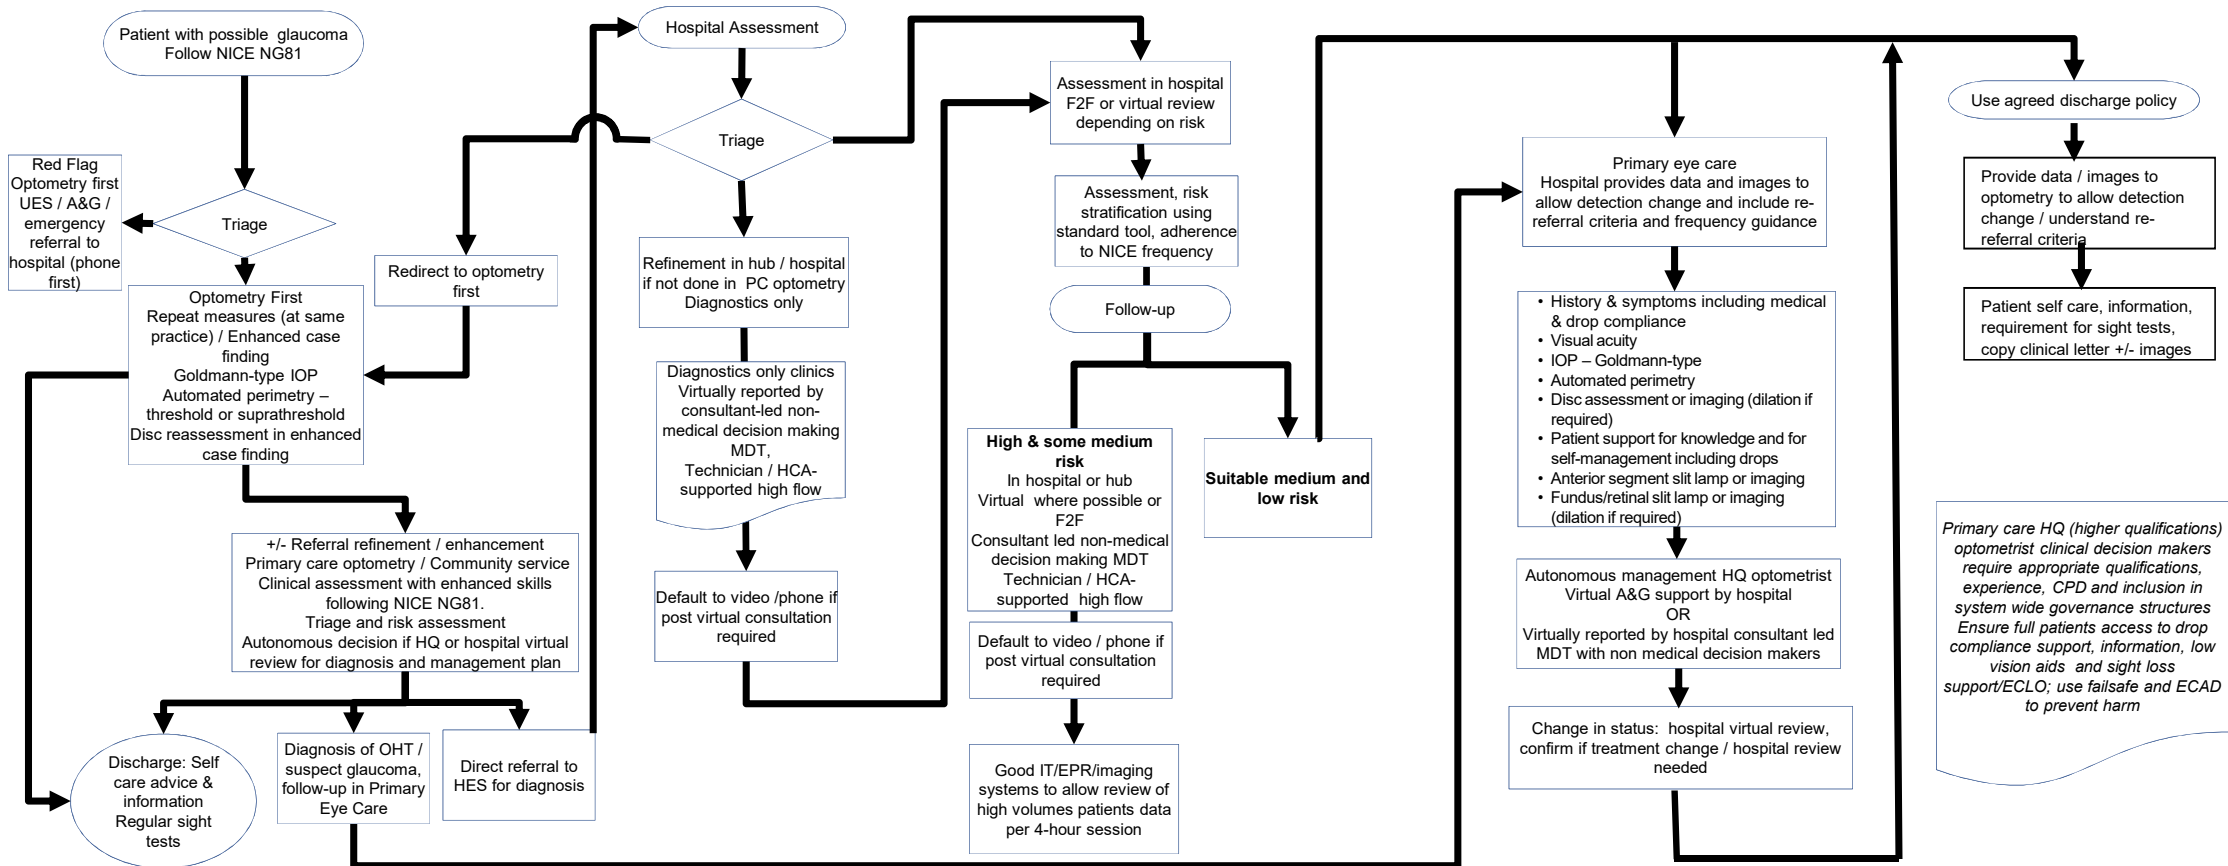 Patient with possible glaucoma
Follow NICE NG81
Triage
Red Flag
Optometry first
UES / A&G /
emergency
referral to
hospital (phone
first)
Optometry First
Repeat measures (at same
practice) / Enhanced case
finding
Goldmann-type IOP
Automated perimetry –
threshold or suprathreshold
Disc reassessment in enhanced
case finding
+/- Referral refinement / enhancement
Primary care optometry / Community service
Clinical assessment with enhanced skills
following NICE NG81.
Triage and risk assessment
Autonomous decision if HQ or hospital virtual
review for diagnosis and management plan
Discharge: Self
care advice &
information
Regular sight
tests
Diagnosis of OHT /
suspect glaucoma,
follow-up in Primary
Eye Care
Direct referral to
HES for diagnosis
Hospital Assessment
Triage
Redirect to optometry
first
Refinement in hub / hospital
if not done in PC optometry
Diagnostics only
Diagnostics only clinics
Virtually reported by
consultant-led non-
medical decision making
MDT,
Technician / HCA-
supported high flow
Default to video /phone if
post virtual consultation
required
Assessment in hospital
F2F or virtual review
depending on risk
Assessment, risk
stratification using
standard tool, adherence
to NICE frequency
Follow-up
High & some medium
risk
In hospital or hub
Virtual where possible or
F2F
Consultant led non-medical
decision making MDT
Technician / HCA-
supported high flow
Default to video / phone if
post virtual consultation
required
Good IT/EPR/imaging
systems to allow review of
high volumes patients data
per 4-hour session
Suitable medium and
low risk
Primary eye care
Hospital provides data and images to
allow detection change and include re-
referral criteria and frequency guidance
• History & symptoms including medical
& drop compliance
• Visual acuity
• IOP – Goldmann-type
• Automated perimetry
• Disc assessment or imaging (dilation if
required)
• Patient support for knowledge and for
self-management including drops
• Anterior segment slit lamp or imaging
• Fundus/retinal slit lamp or imaging
(dilation if required)
Autonomous management HQ optometrist
Virtual A&G support by hospital
OR
Virtually reported by hospital consultant led
MDT with non medical decision makers
Change in status: hospital virtual review,
confirm if treatment change / hospital review
needed
Use agreed discharge policy
Provide data / images to
optometry to allow detection
change / understand re-
referral criteria
Patient self care, information,
requirement for sight tests,
copy clinical letter +/- images
Primary care HQ (higher qualifications)
optometrist clinical decision makers
require appropriate qualifications,
experience, CPD and inclusion in
system wide governance structures
Ensure full patients access to drop
compliance support, information, low
vision aids and sight loss
support/ECLO; use failsafe and ECAD
to prevent harm